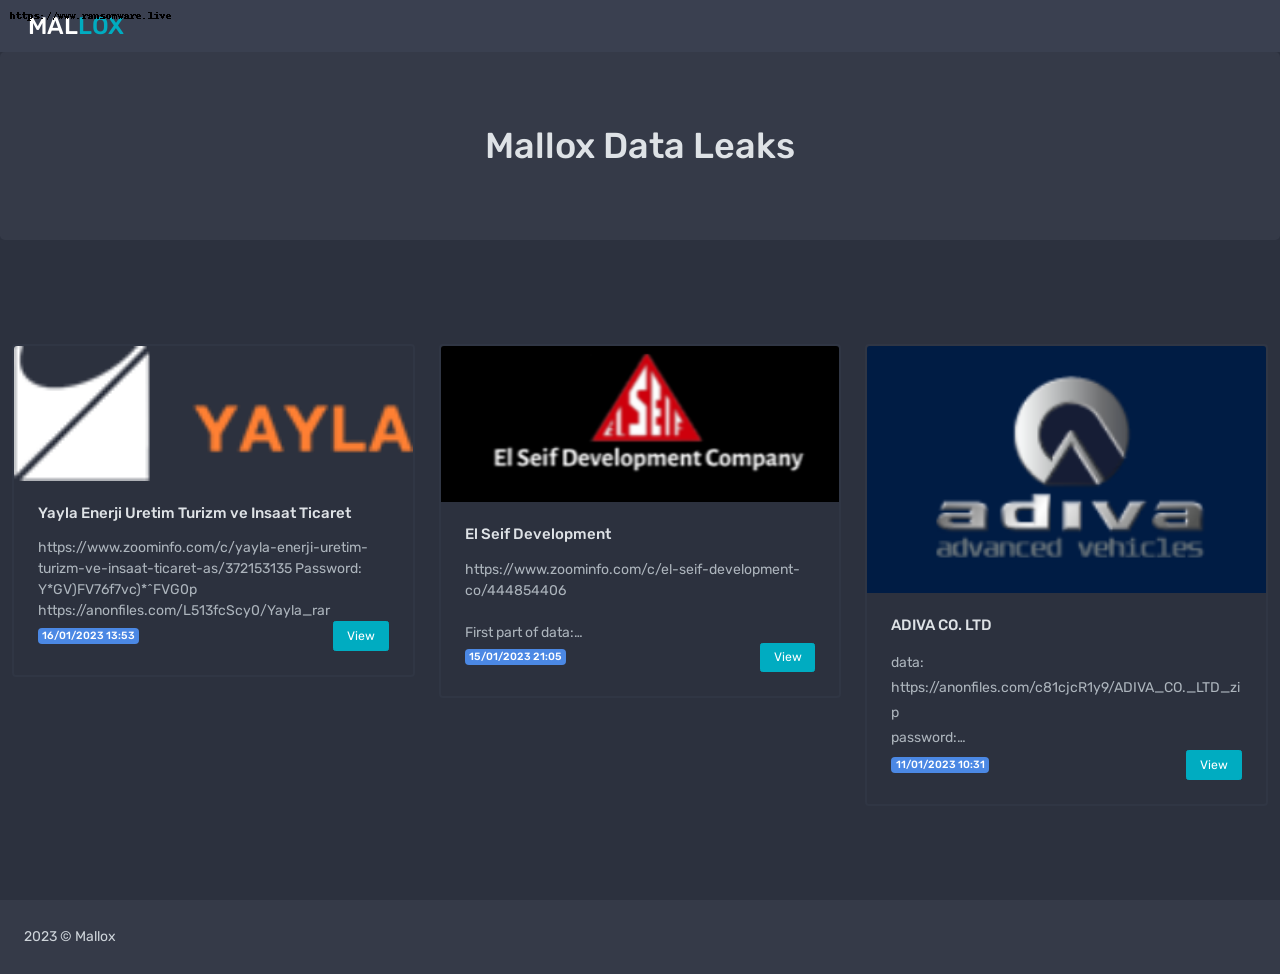 https://www.ransomware.live
MALLOX
Mallox Data Leaks
YAYLA
Yayla Enerji Uretim Turizm ve Insaat Ticaret
https://www.zoominfo.com/c/yayla-enerji-uretim-
turizm-ve-insaat-ticaret-as/372153135 Password:
Y*GV)FV76f7vc)*^FVG0p
https://anonfiles.com/L513fcScy0/Yayla_rar
16/01/2023 13:53
View
EL SEIF
El Seif Development Company
El Seif Development
https://www.zoominfo.com/c/el-seif-development-
co/444854406
First part of data:...
15/01/2023 21:05
View
adiva
advanced vehicles
ADIVA CO. LTD
data:
https://anonfiles.com/c81cjcR1y9/ADIVA_CO._LTD_zi
p
password:...
11/01/2023 10:31
View
2023 © Mallox